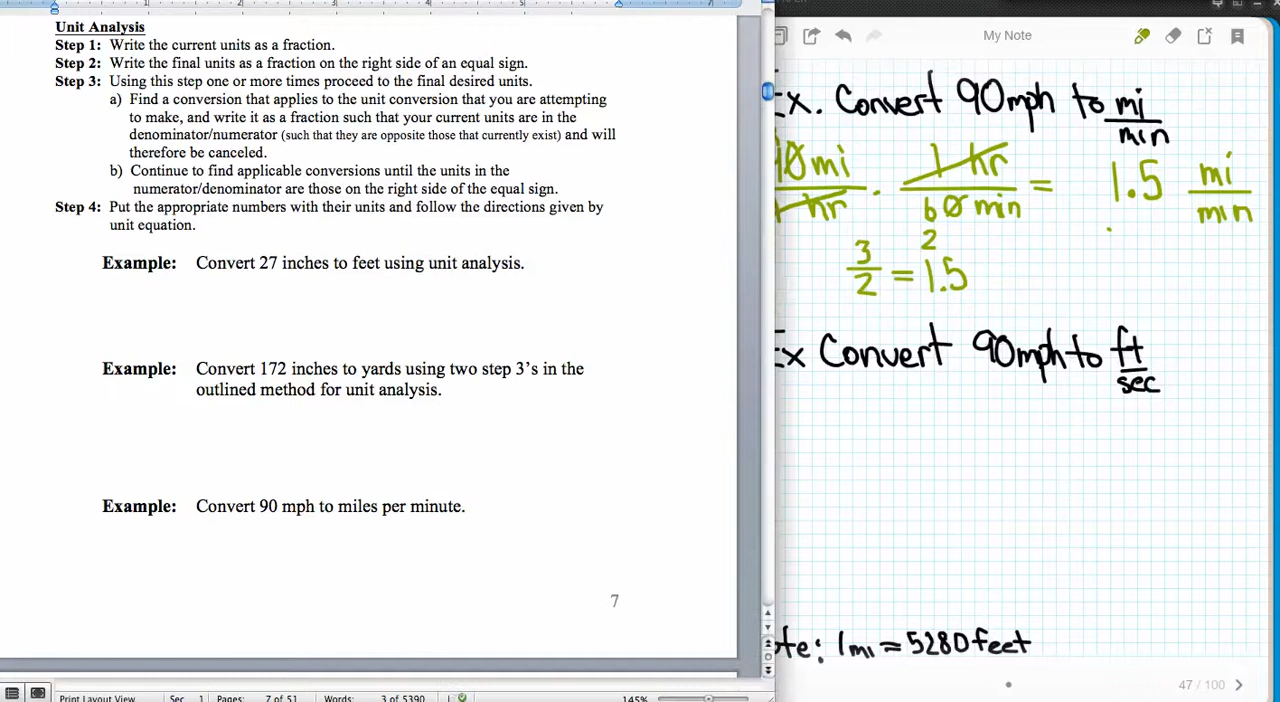 Unit Analysis
Step 1: Write the current units as a fraction.
Step 2: Write the final units as a fraction on the right side of an equal sign.
Step 3: Using this step one or more times proceed to the final desired units.
a) Find a conversion that applies to the unit conversion that you are attempting
to make, and write it as a fraction such that your current units are in the
denominator/numerator (such that they are opposite those that currently exist) and will
therefore be canceled.
b) Continue to find applicable conversions until the units in the
numerator/denominator are those on the right side of the equal sign.
Step 4: Put the appropriate numbers with their units and follow the directions given by
unit equation.
Example: Convert 27 inches to feet using unit analysis.
Example: Convert 172 inches to yards using two step 3's in the
outlined method for unit analysis.
Example: Convert 90 mph to miles per minute.
7
Print Layout View Sec 1 Pages: 7 of 51 Words: 3 of 5390 145%
My Note
Ex. Convert 90mph to mi
min
90mi 1 hr = 1.5 mi
hr 60 min min
3 2
2 = 1.5
Ex Convert 90mph to ft
sec
te: 1mi = 5280 feet
47 / 100